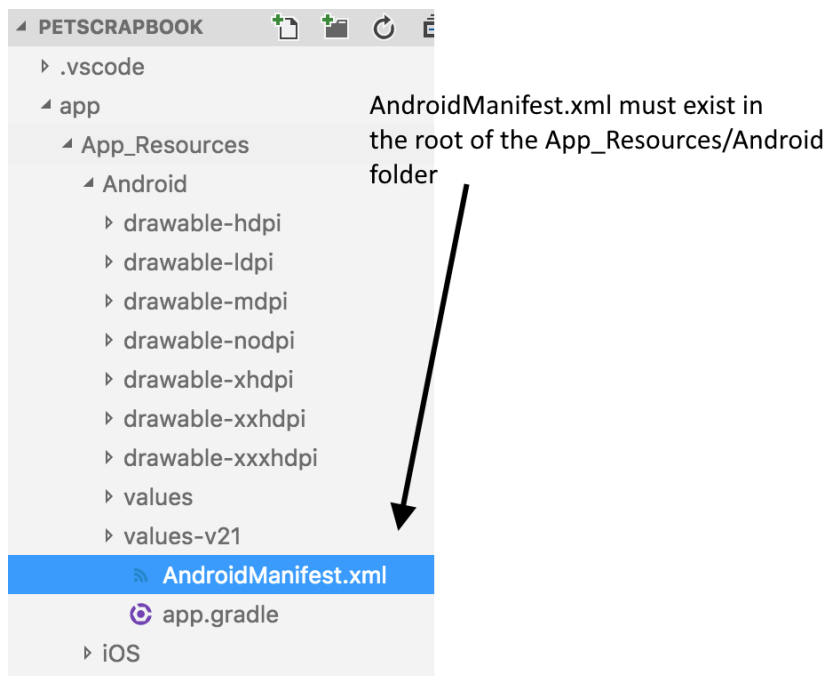 PETSCRAPBOOK
.vscode
app
App_Resources
Android
drawable-hdpi
drawable-ldpi
drawable-mdpi
drawable-nodpi
drawable-xhdpi
drawable-xxhdpi
drawable-xxxhdpi
values
values-v21
AndroidManifest.xml
app.gradle
iOS
AndroidManifest.xml must exist in
the root of the App_Resources/Android
folder